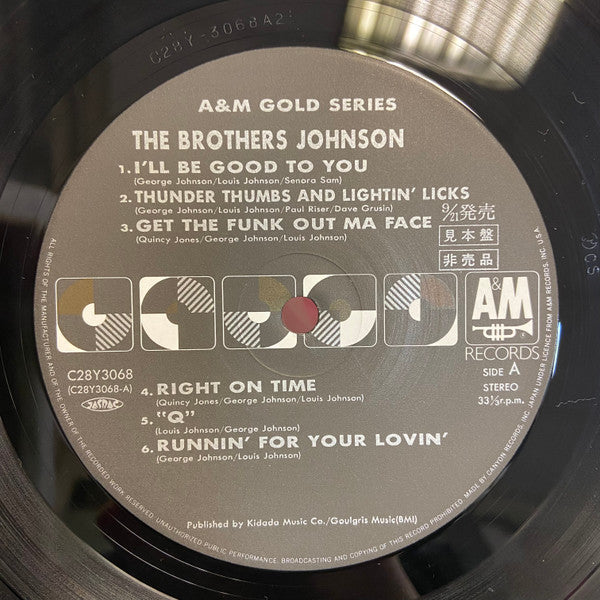 C28Y-3068A2
A&M GOLD SERIES
THE BROTHERS JOHNSON
1. I'LL BE GOOD TO YOU
(George Johnson/Louis Johnson/Senora Sam)
2. THUNDER THUMBS AND LIGHTIN' LICKS
(George Johnson/Louis Johnson/Paul Riser/Dave Grusin)
3. GET THE FUNK OUT MA FACE
(Quincy Jones/George Johnson/Louis Johnson)
9/21発売
見本盤
非売品
A&M
RECORDS
C28Y3068
(C28Y3068-A)
JASRAC
SIDE A
STEREO
33⅓r.p.m.
4. RIGHT ON TIME
(Quincy Jones/George Johnson/Louis Johnson)
5. "Q"
(Louis Johnson/George Johnson)
6. RUNNIN' FOR YOUR LOVIN'
(George Johnson/Louis Johnson)
Published by Kidada Music Co./Goulgris Music(BMI)
ALL RIGHTS OF THE MANUFACTURER AND OF THE OWNER OF THE RECORDED WORK RESERVED. UNAUTHORIZED PUBLIC PERFORMANCE, BROADCASTING AND COPYING OF THIS RECORD PROHIBITED. MADE BY CANYON RECORDS, INC. JAPAN UNDER LICENCE FROM A&M RECORDS, INC. U.S.A.